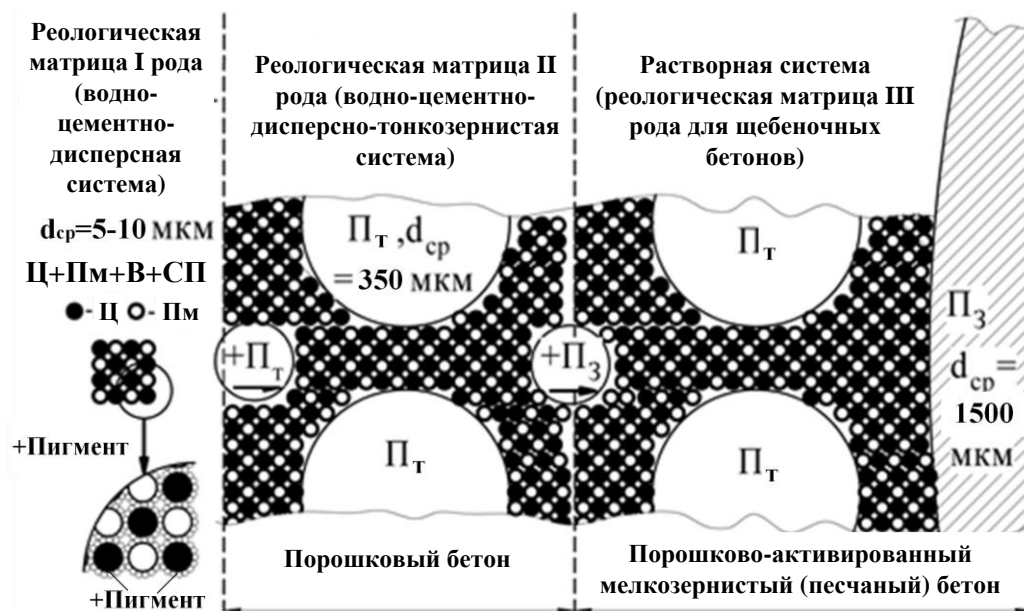 Реологическая
матрица I рода
(водно-
цементно-
дисперсная
система)
dср=5-10 мкм
Ц+Пм+В+СП
- Ц - Пм
+Пигмент
+Пигмент
Реологическая матрица II
рода (водно-цементно-
дисперсно-тонкозернистая
система)
Пт ,dср
= 350 мкм
+Пт
Пт
Порошковый бетон
Растворная система
(реологическая матрица III
рода для щебеночных
бетонов)
Пт
+Пз
Пт
Пз
dср =
1500
мкм
Порошково-активированный
мелкозернистый (песчаный) бетон